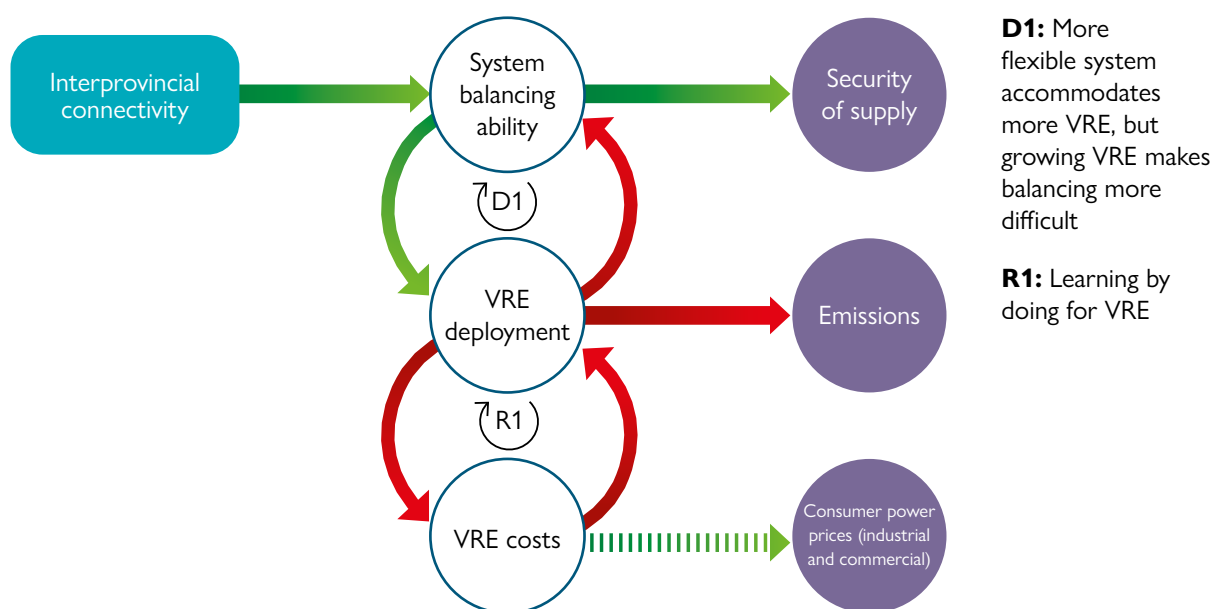 Interprovincial
connectivity
System
balancing
ability
Security
of supply
D1
VRE
deployment
Emissions
R1
VRE costs
Consumer power
prices (industrial
and commercial)
D1: More
flexible system
accommodates
more VRE, but
growing VRE makes
balancing more
difficult
R1: Learning by
doing for VRE